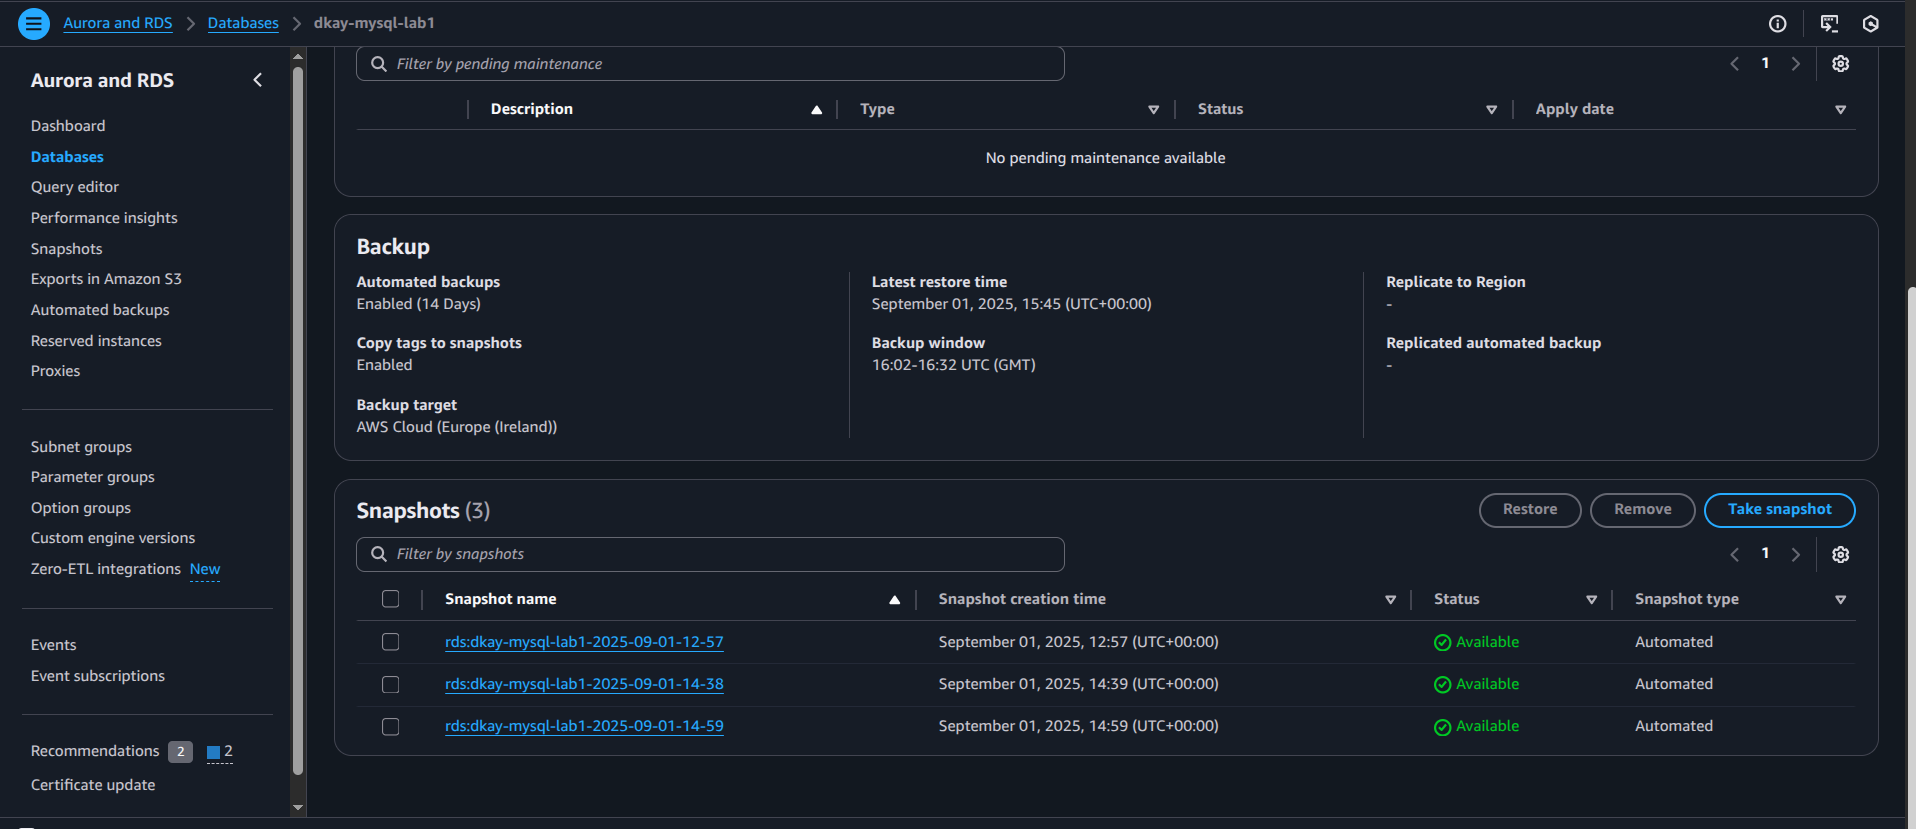 Aurora and RDS > Databases > dkay-mysql-lab1
Aurora and RDS
Dashboard
Databases
Query editor
Performance insights
Snapshots
Exports in Amazon S3
Automated backups
Reserved instances
Proxies
Subnet groups
Parameter groups
Option groups
Custom engine versions
Zero-ETL integrations New
Events
Event subscriptions
Recommendations 2 2
Certificate update
Filter by pending maintenance
1
Description Type Status Apply date
No pending maintenance available
Backup
Automated backups
Enabled (14 Days)
Copy tags to snapshots
Enabled
Backup target
AWS Cloud (Europe (Ireland))
Latest restore time
September 01, 2025, 15:45 (UTC+00:00)
Backup window
16:02-16:32 UTC (GMT)
Replicate to Region
-
Replicated automated backup
-
Snapshots (3)
Restore Remove Take snapshot
Filter by snapshots
1
Snapshot name Snapshot creation time Status Snapshot type
rds:dkay-mysql-lab1-2025-09-01-12-57 September 01, 2025, 12:57 (UTC+00:00) Available Automated
rds:dkay-mysql-lab1-2025-09-01-14-38 September 01, 2025, 14:39 (UTC+00:00) Available Automated
rds:dkay-mysql-lab1-2025-09-01-14-59 September 01, 2025, 14:59 (UTC+00:00) Available Automated